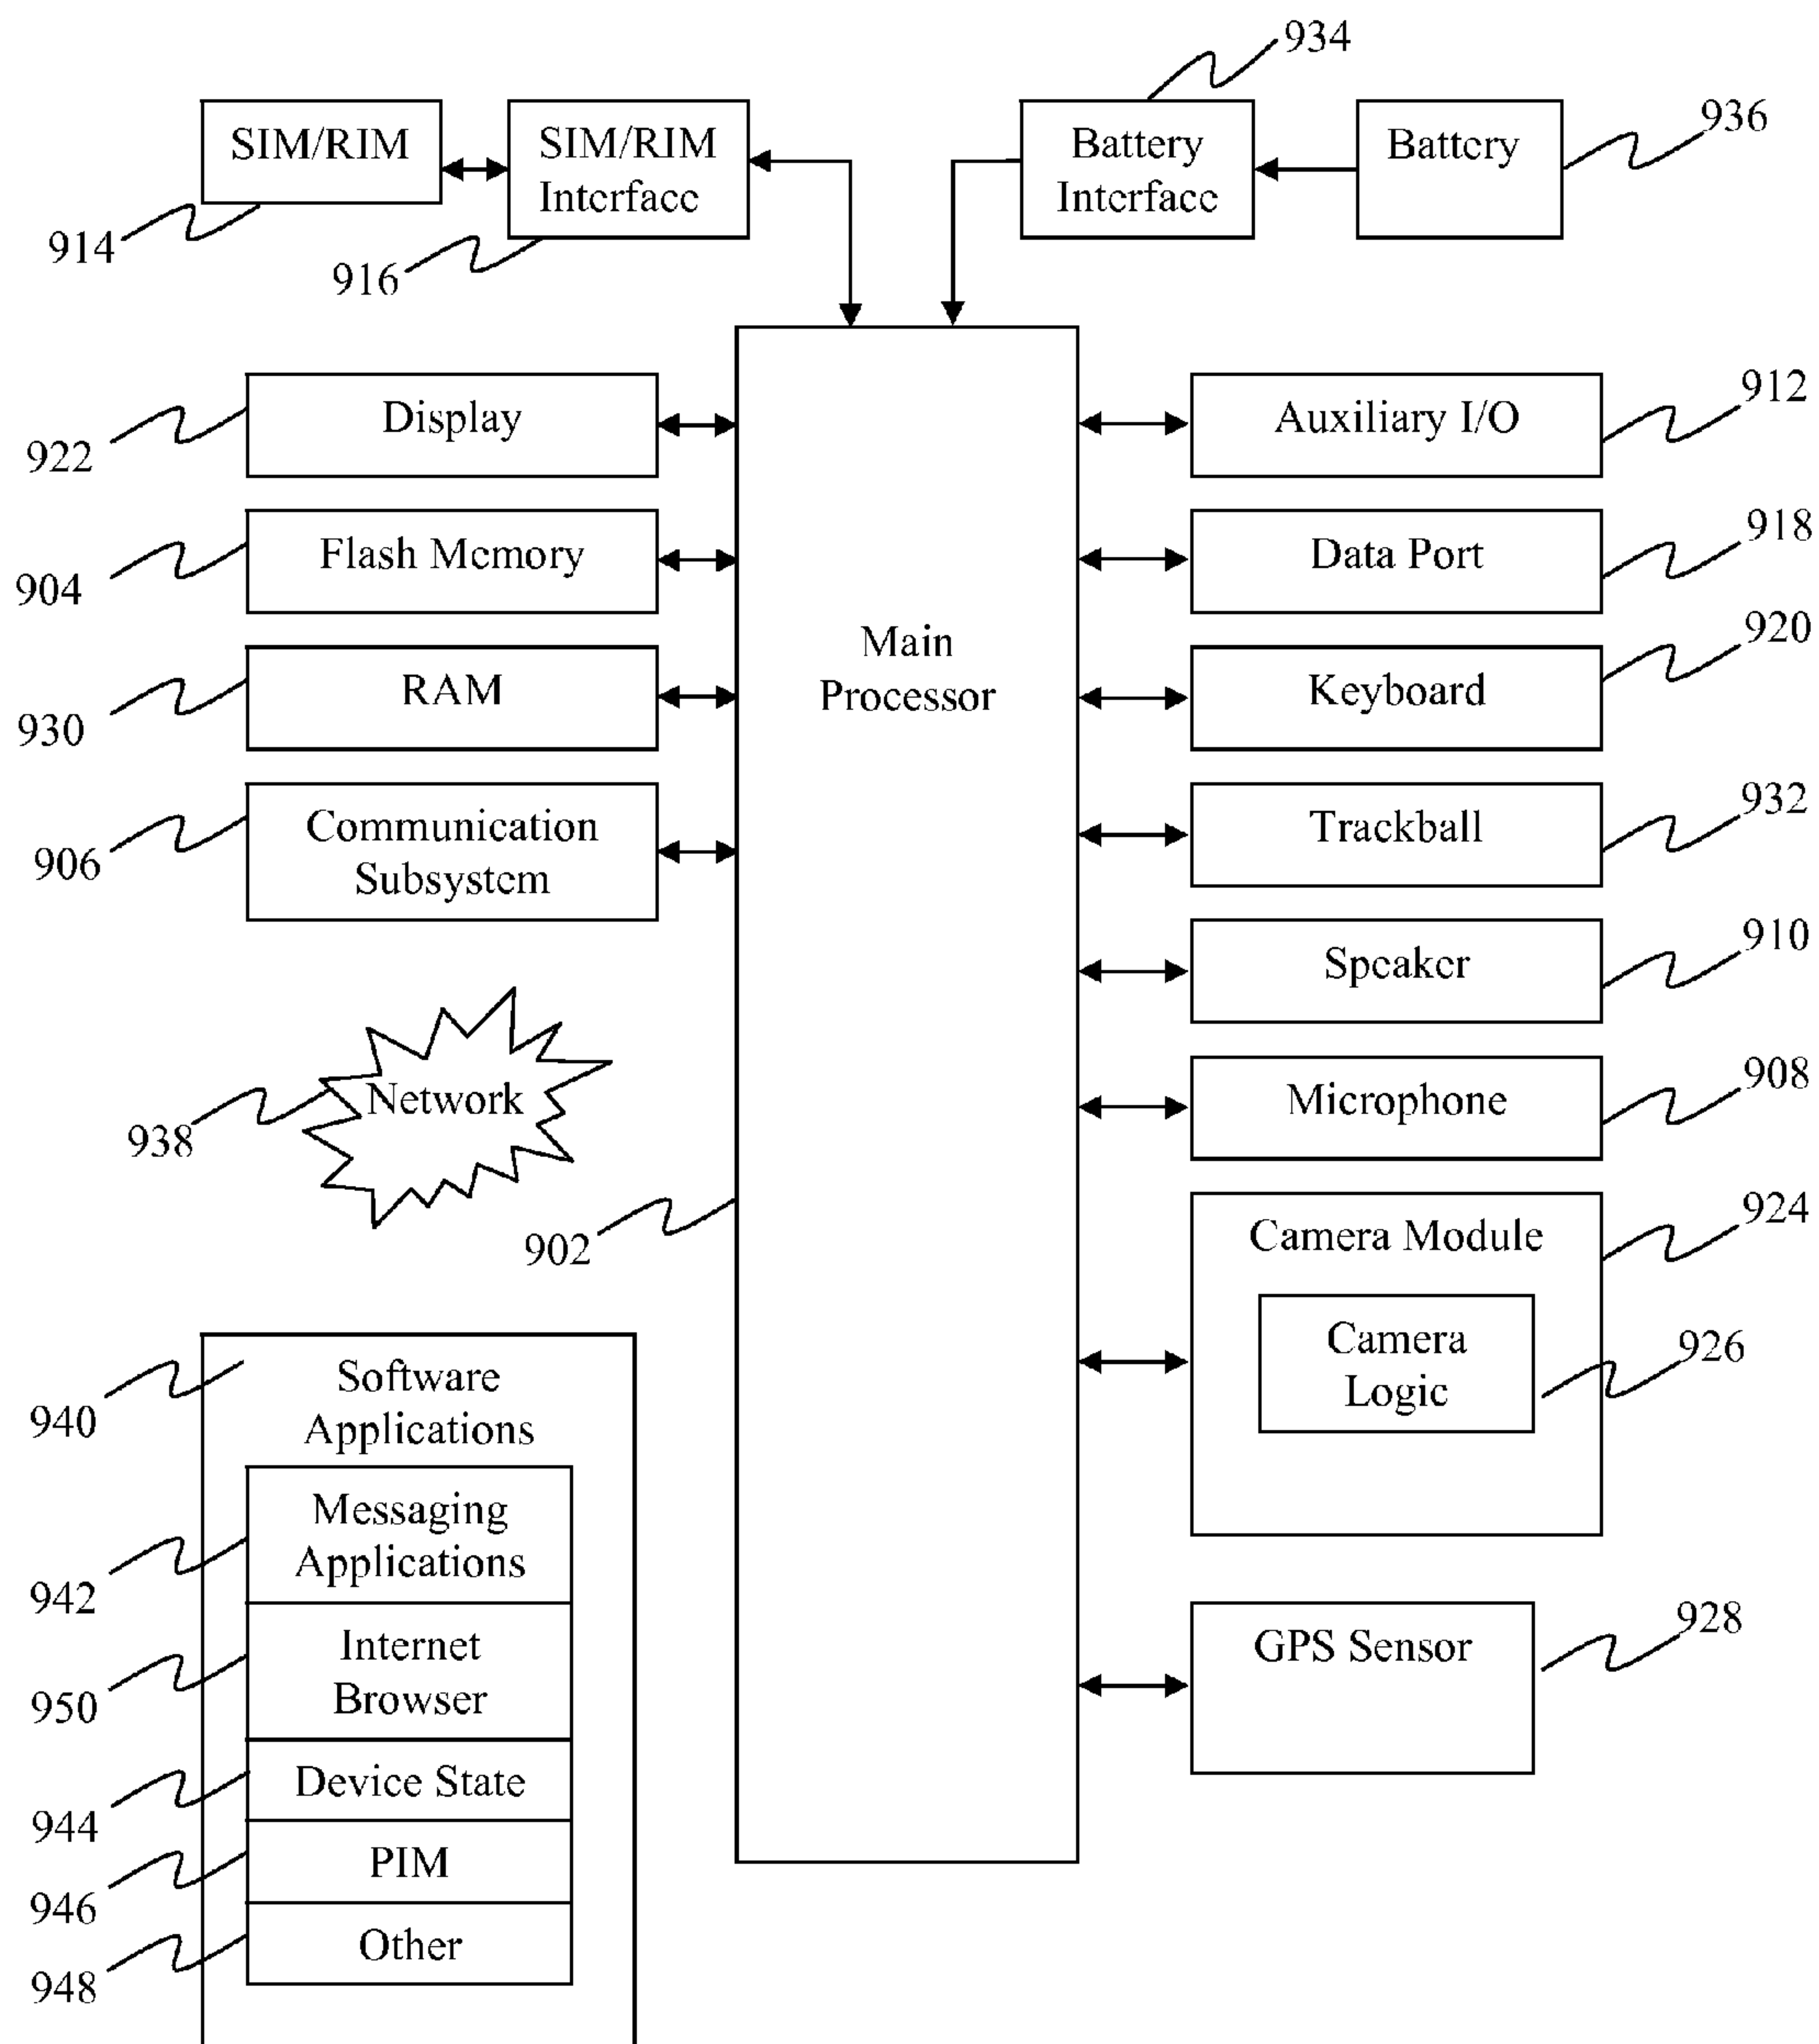 934
SIM/RIM
SIM/RIM
Interface
Battery
Interface
Battery
936
914
916
Display
922
Auxiliary I/O
912
Flash Memory
904
Data Port
918
Main
Processor
RAM
930
Keyboard
920
Communication
Subsystem
906
Trackball
932
Speaker
910
Network
938
Microphone
908
902
Camera Module
924
Camera
Logic
926
Software
Applications
940
Messaging
Applications
942
Internet
Browser
950
GPS Sensor
928
Device State
944
PIM
946
Other
948